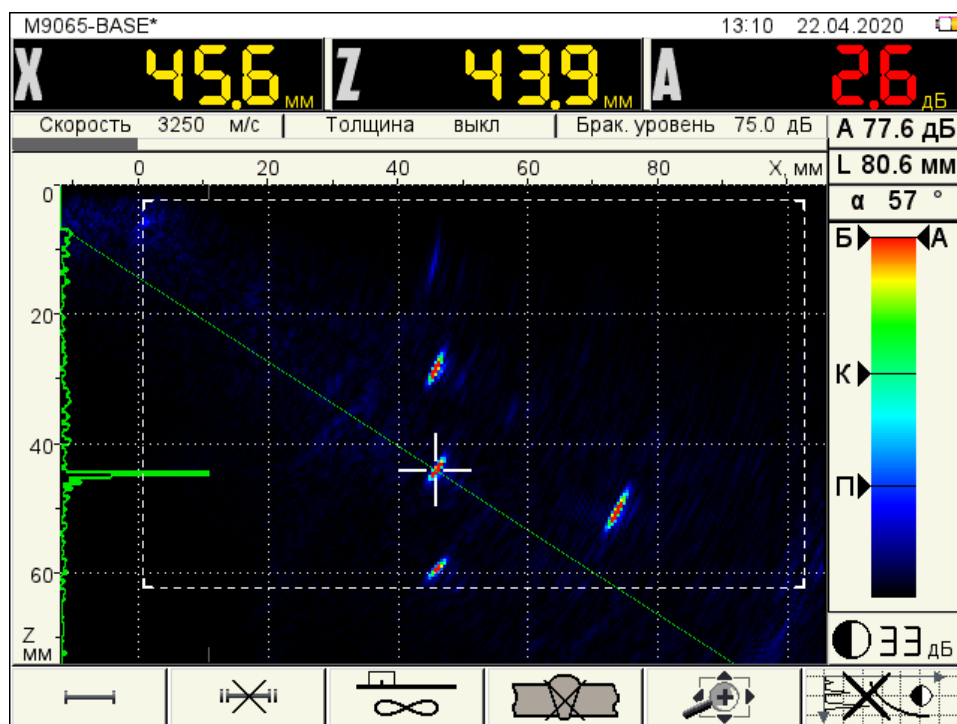 M9065-BASE* 13:10 22.04.2020
X 45.6 мм Z 43.9 мм A 2.6 дБ
Скорость 3250 м/с | Толщина выкл | Брак. уровень 75.0 дБ
A 77.6 дБ
L 80.6 мм
α 57 °
0 20 40 60 80 X, мм
0
20
40
60
Z
мм
Б A
К
П
33 дБ